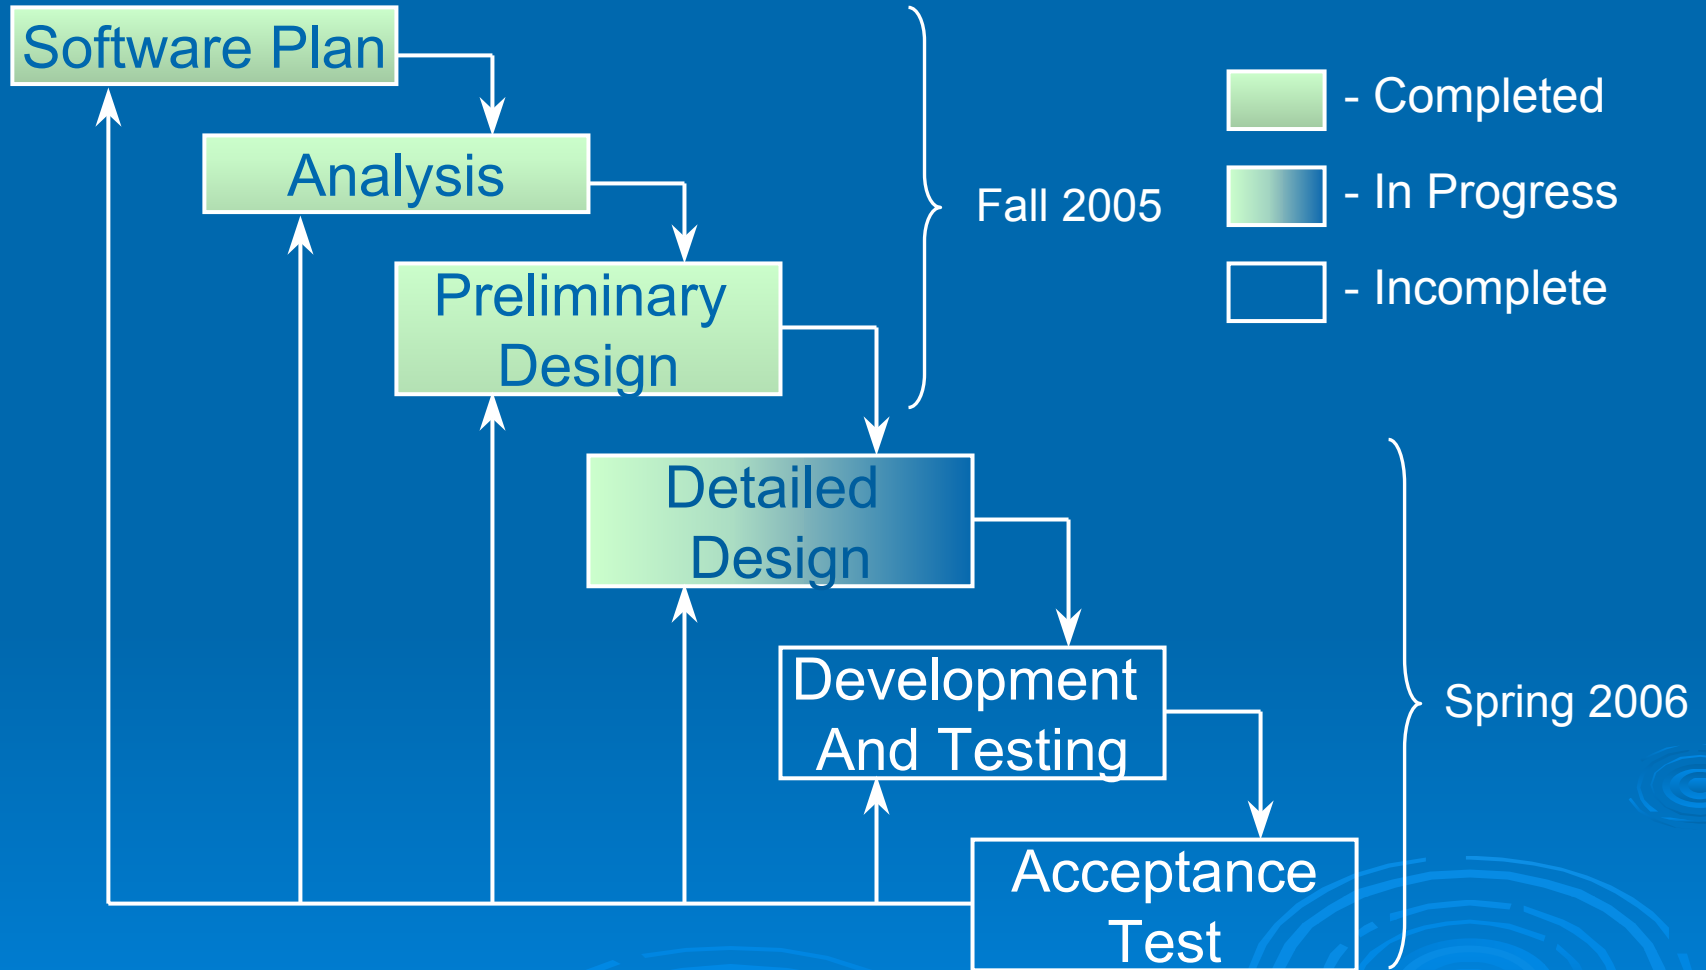 Software Plan
- Completed
Analysis
- In Progress
Fall 2005
Preliminary
Design
- Incomplete
Detailed
Design
Development
And Testing
Spring 2006
Acceptance
Test